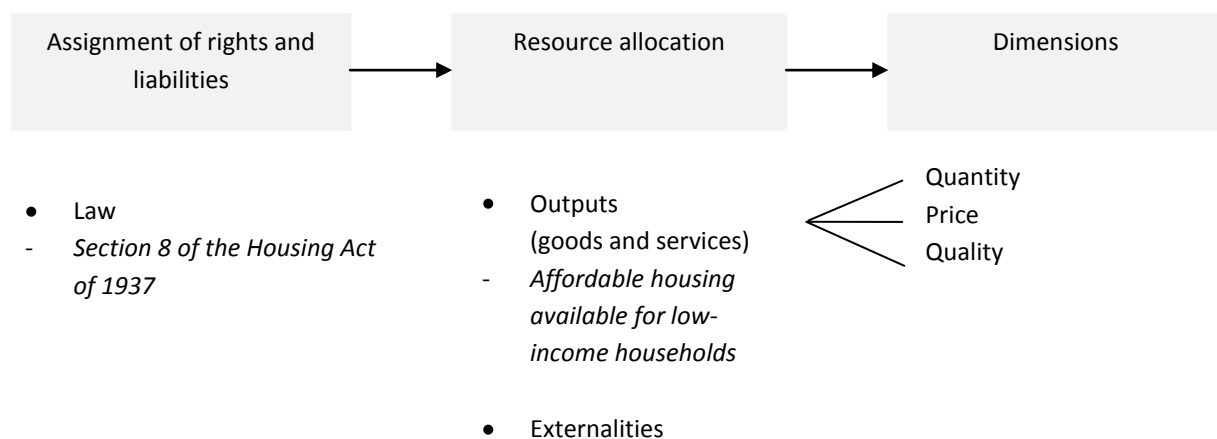 Assignment of rights and
liabilities
Resource allocation
Dimensions
● Law
- Section 8 of the Housing Act
of 1937
● Outputs
(goods and services)
- Affordable housing
available for low-
income households
● Externalities
Quantity
Price
Quality